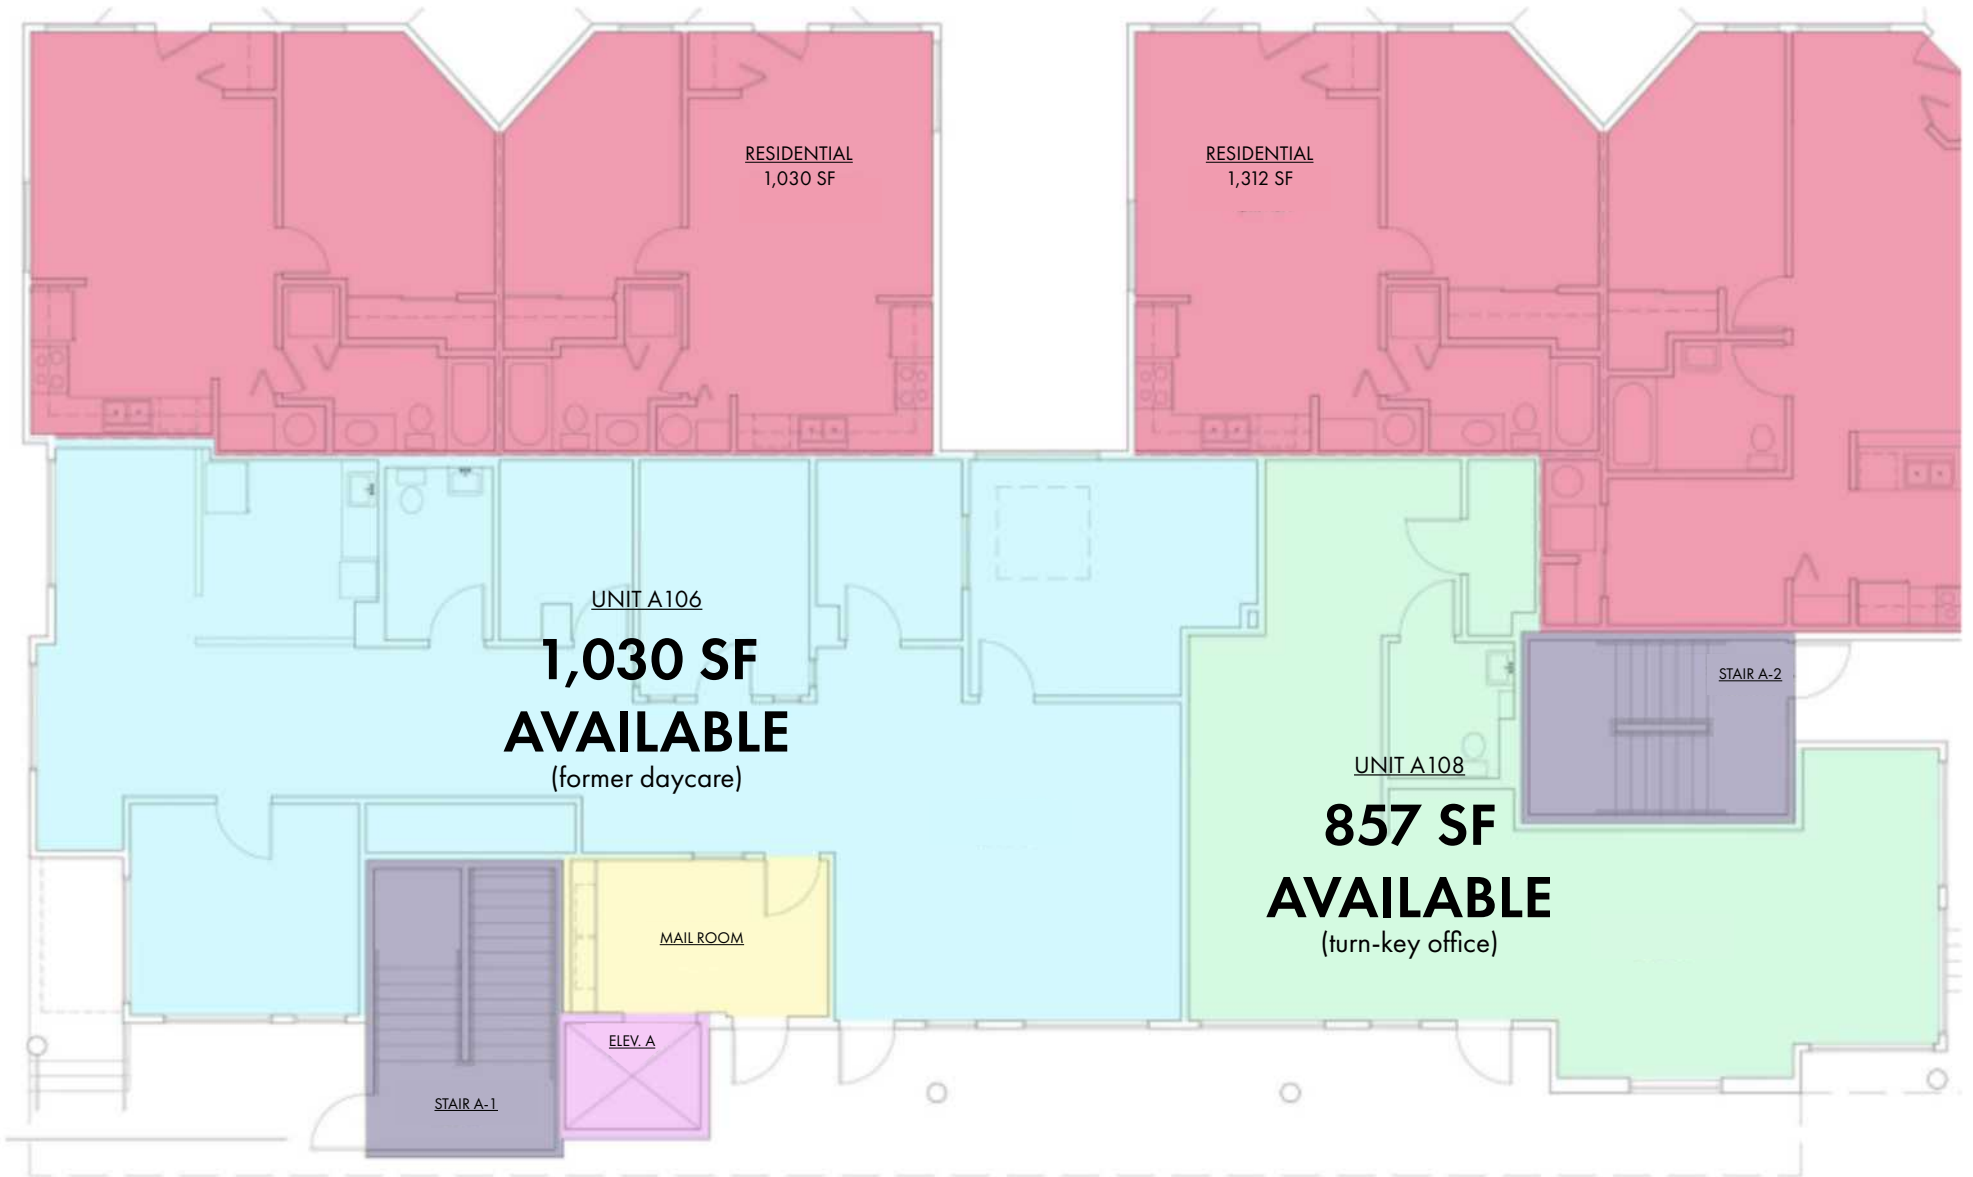 RESIDENTIAL
1,030 SF
RESIDENTIAL
1,312 SF
UNIT A106
1,030 SF
AVAILABLE
(former daycare)
STAIR A-2
UNIT A108
857 SF
AVAILABLE
(turn-key office)
MAIL ROOM
ELEV. A
STAIR A-1